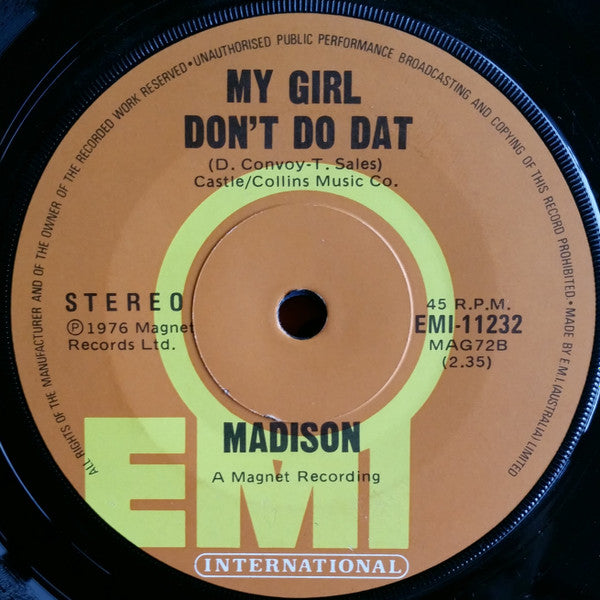 ALL RIGHTS OF THE MANUFACTURER AND OF THE OWNER OF THE RECORDED WORK RESERVED • UNAUTHORISED PUBLIC PERFORMANCE BROADCASTING AND COPYING OF THIS RECORD PROHIBITED • MADE BY E.M.I. (AUSTRALIA) LIMITED
MY GIRL
DON'T DO DAT
(D. Convoy-T. Sales)
Castle/Collins Music Co.
STEREO
Ⓟ1976 Magnet
Records Ltd.
45 R.P.M.
EMI-11232
MAG72B
(2.35)
MADISON
A Magnet Recording
EMI
INTERNATIONAL